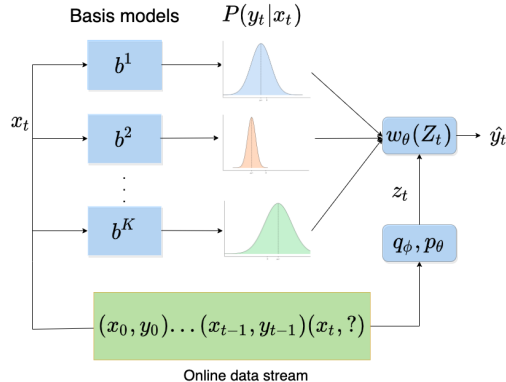 Basis models
P(y_t|x_t)
b^1
x_t
b^2
w_θ(Z_t)
ŷ_t
z_t
b^K
q_ϕ, p_θ
(x_0, y_0)...(x_{t-1}, y_{t-1})(x_t, ?)
Online data stream